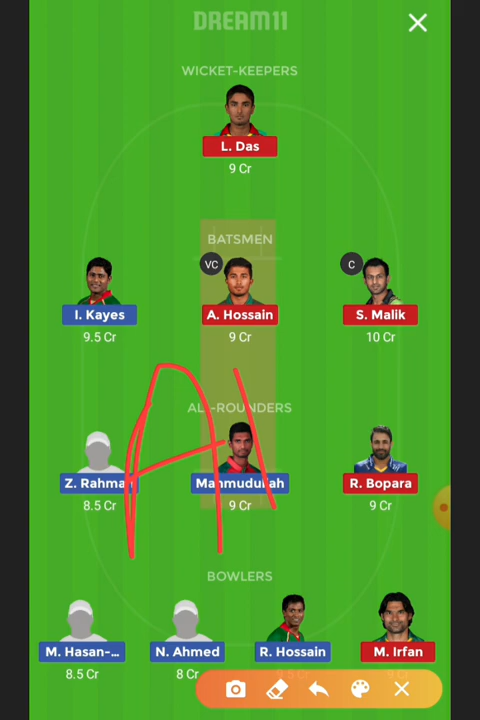 DREAM11
WICKET-KEEPERS
L. Das
9 Cr
BATSMEN
VC
C
I. Kayes
A. Hossain
S. Malik
9.5 Cr
9 Cr
10 Cr
ALL-ROUNDERS
Z. Rahman
Mahmudullah
R. Bopara
8.5 Cr
9 Cr
9 Cr
BOWLERS
M. Hasan-...
N. Ahmed
R. Hossain
M. Irfan
8.5 Cr
8 Cr